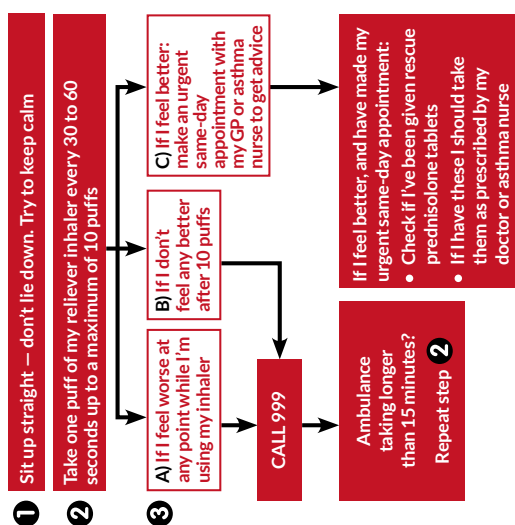 1 Sit up straight — don't lie down. Try to keep calm
2 Take one puff of my reliever inhaler every 30 to 60
seconds up to a maximum of 10 puffs
3
A) If I feel worse at
any point while I'm
using my inhaler
B) If I don't
feel any better
after 10 puffs
C) If I feel better:
make an urgent
same-day
appointment with
my GP or asthma
nurse to get advice
CALL 999
Ambulance
taking longer
than 15 minutes?
Repeat step 2
If I feel better, and have made my
urgent same-day appointment:
• Check if I've been given rescue
prednisolone tablets
• If I have these I should take
them as prescribed by my
doctor or asthma nurse